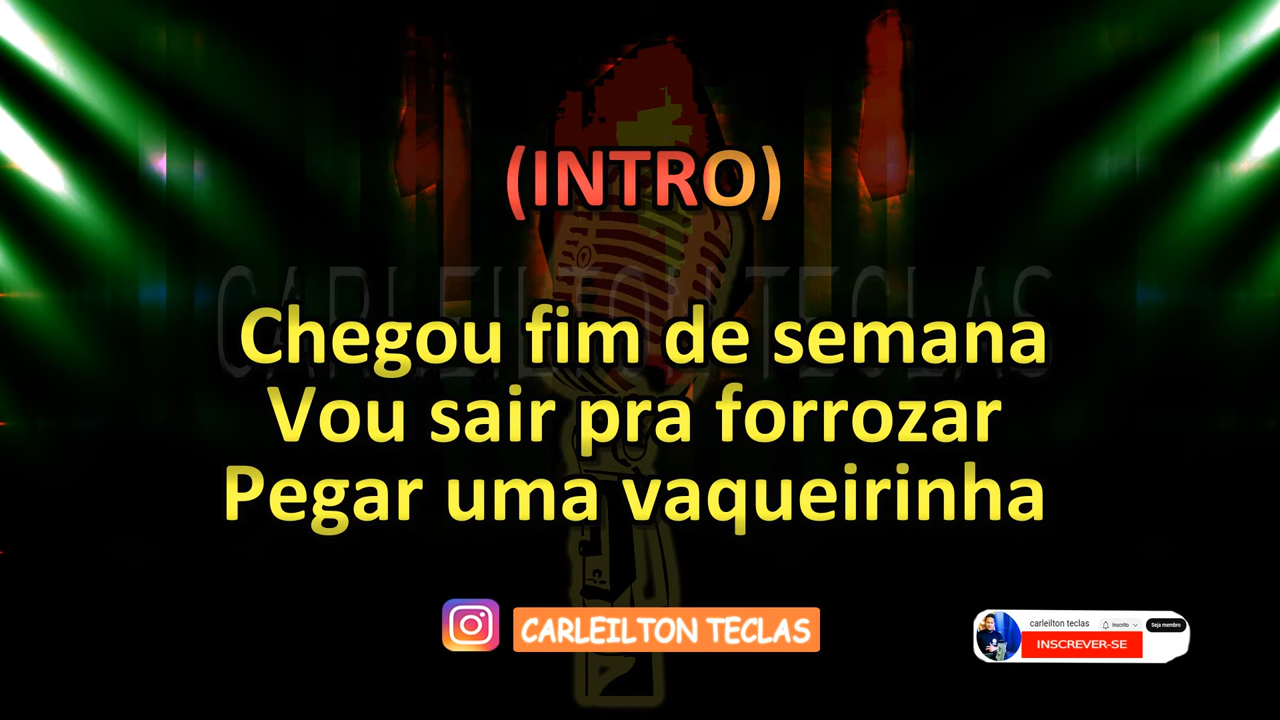 (INTRO)
CARLEILTON TECLAS
Chegou fim de semana
Vou sair pra forrozar
Pegar uma vaqueirinha
CARLEILTON TECLAS
carleilton teclas
Inscrito
Seja membro
INSCREVER-SE